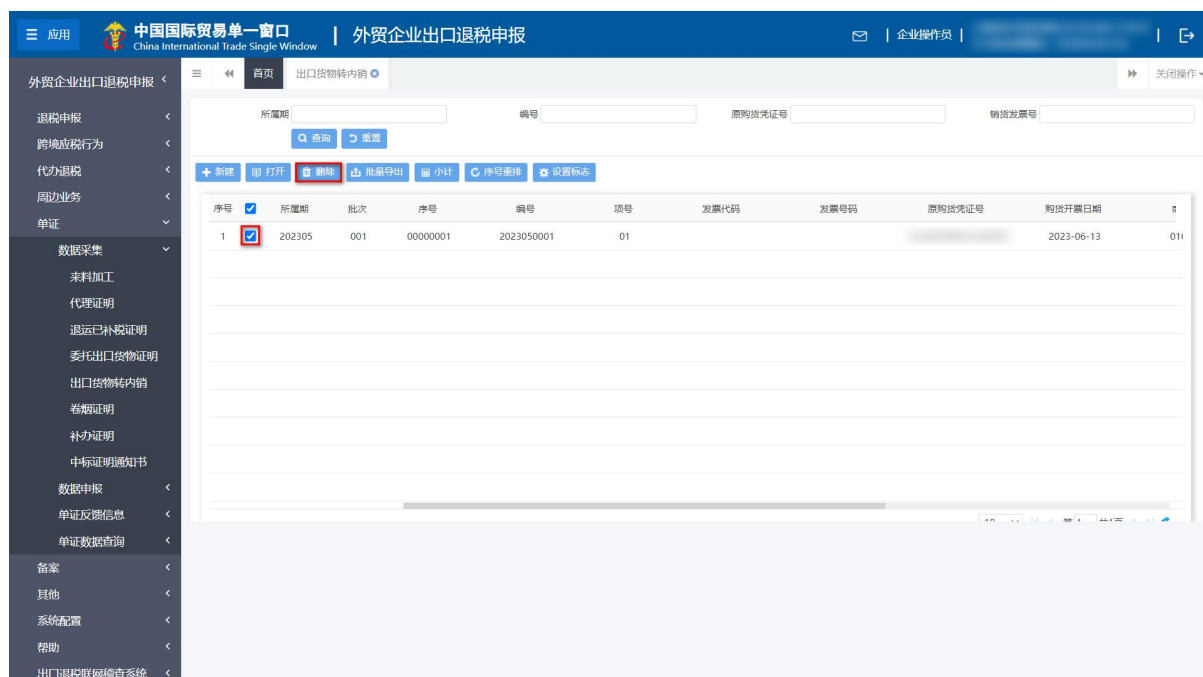 应用 中国国际贸易单一窗口 外贸企业出口退税申报 企业操作员
China International Trade Single Window
外贸企业出口退税申报 首页 出口货物转内销 关闭操作
退税申报 所属期 编号 原购货凭证号 销货发票号
跨境应税行为 查询 重置
代办退税 新建 打开 删除 批量导出 小计 序号重排 设置标志
周边业务
序号 所属期 批次 序号 编号 项号 发票代码 发票号码 原购货凭证号 购货开票日期
单证
1 202305 001 00000001 2023050001 01 2023-06-13
数据采集
来料加工
代理证明
退运已补税证明
委托出口货物证明
出口货物转内销
卷烟证明
补办证明
中标证明通知书
数据申报
单证反馈信息
单证数据查询
备案
其他
系统配置
帮助
出口退税联网稽查系统